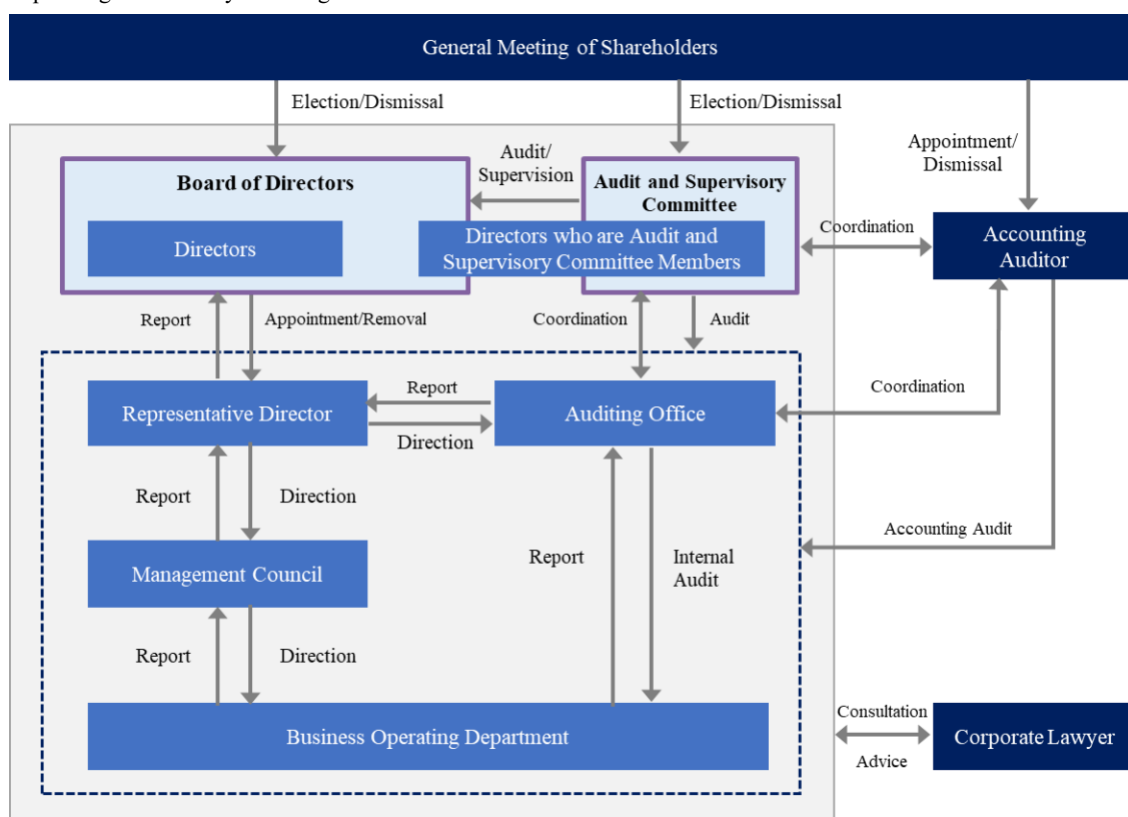 General Meeting of Shareholders
Election/Dismissal
Election/Dismissal
Appointment/
Dismissal
Board of Directors
Audit/
Supervision
Audit and Supervisory
Committee
Directors
Directors who are Audit and
Supervisory Committee Members
Coordination
Accounting
Auditor
Report
Appointment/Removal
Coordination
Audit
Representative Director
Report
Direction
Auditing Office
Coordination
Report
Direction
Accounting Audit
Management Council
Report
Internal
Audit
Report
Direction
Business Operating Department
Consultation
Advice
Corporate Lawyer